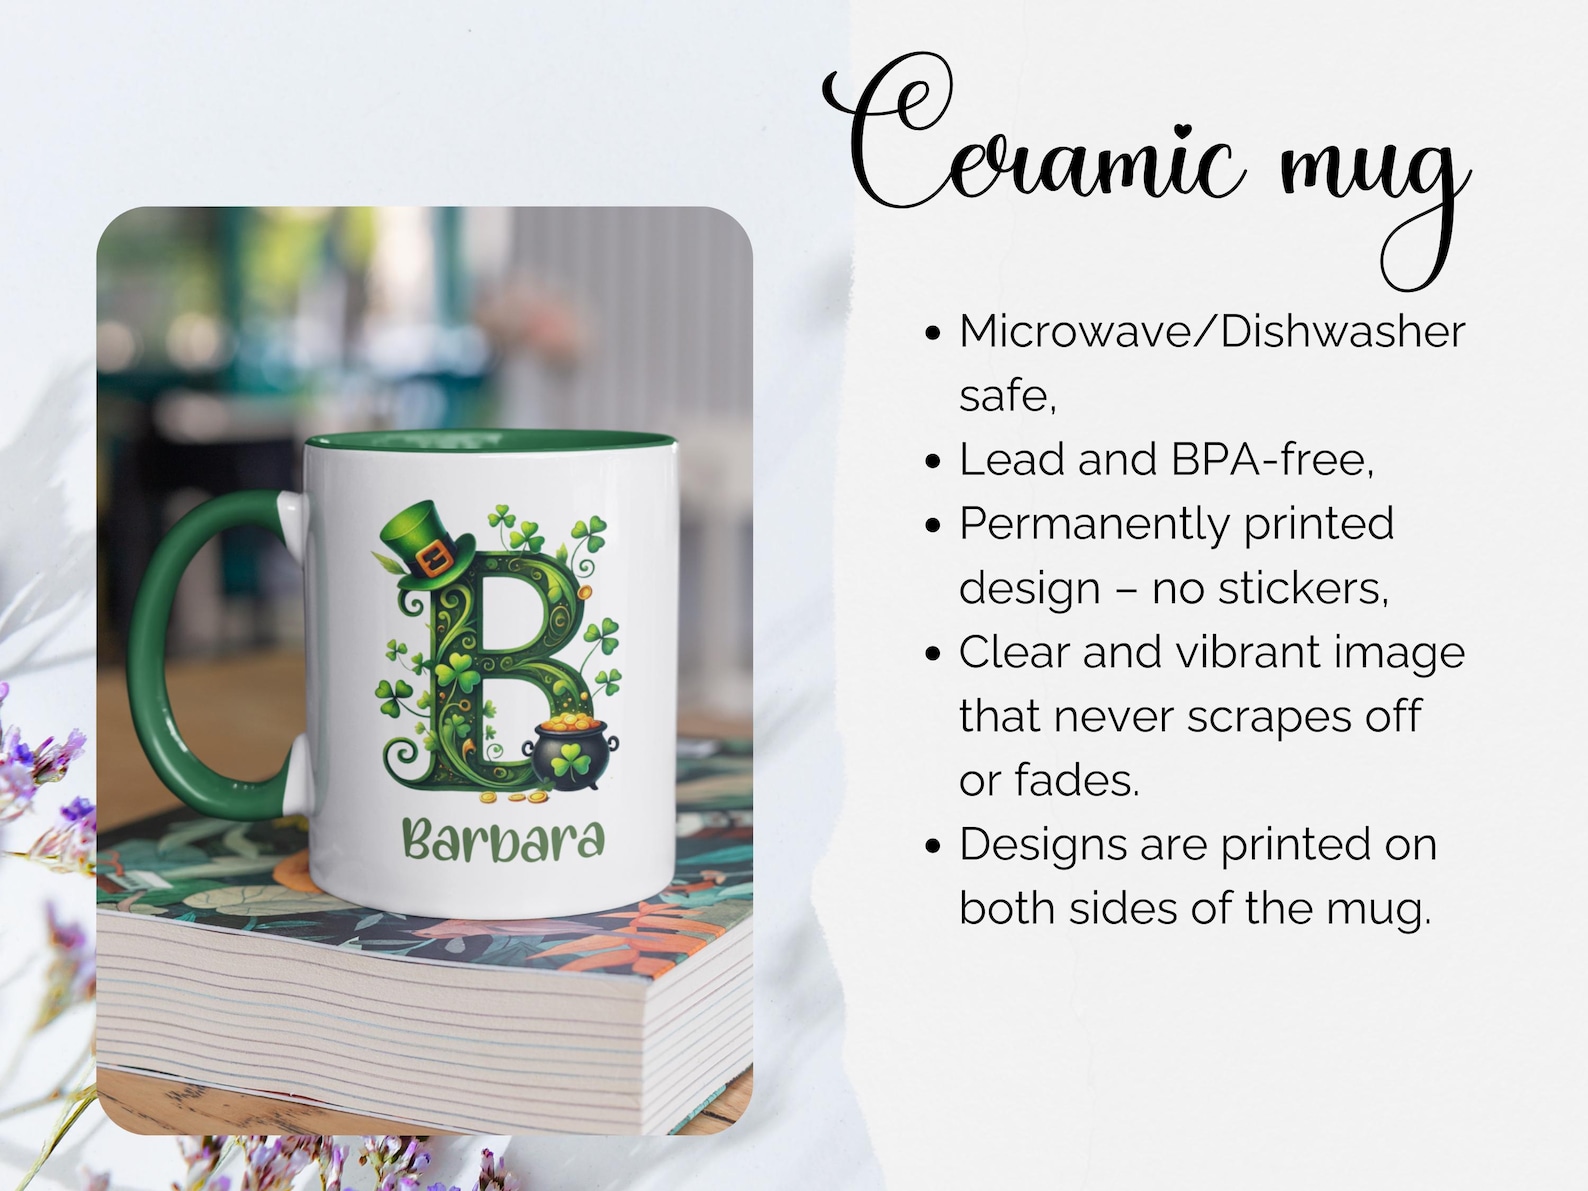 Ceramic mug
• Microwave/Dishwasher
safe,
• Lead and BPA-free,
• Permanently printed
design – no stickers,
• Clear and vibrant image
that never scrapes off
or fades.
• Designs are printed on
both sides of the mug.
B
Barbara